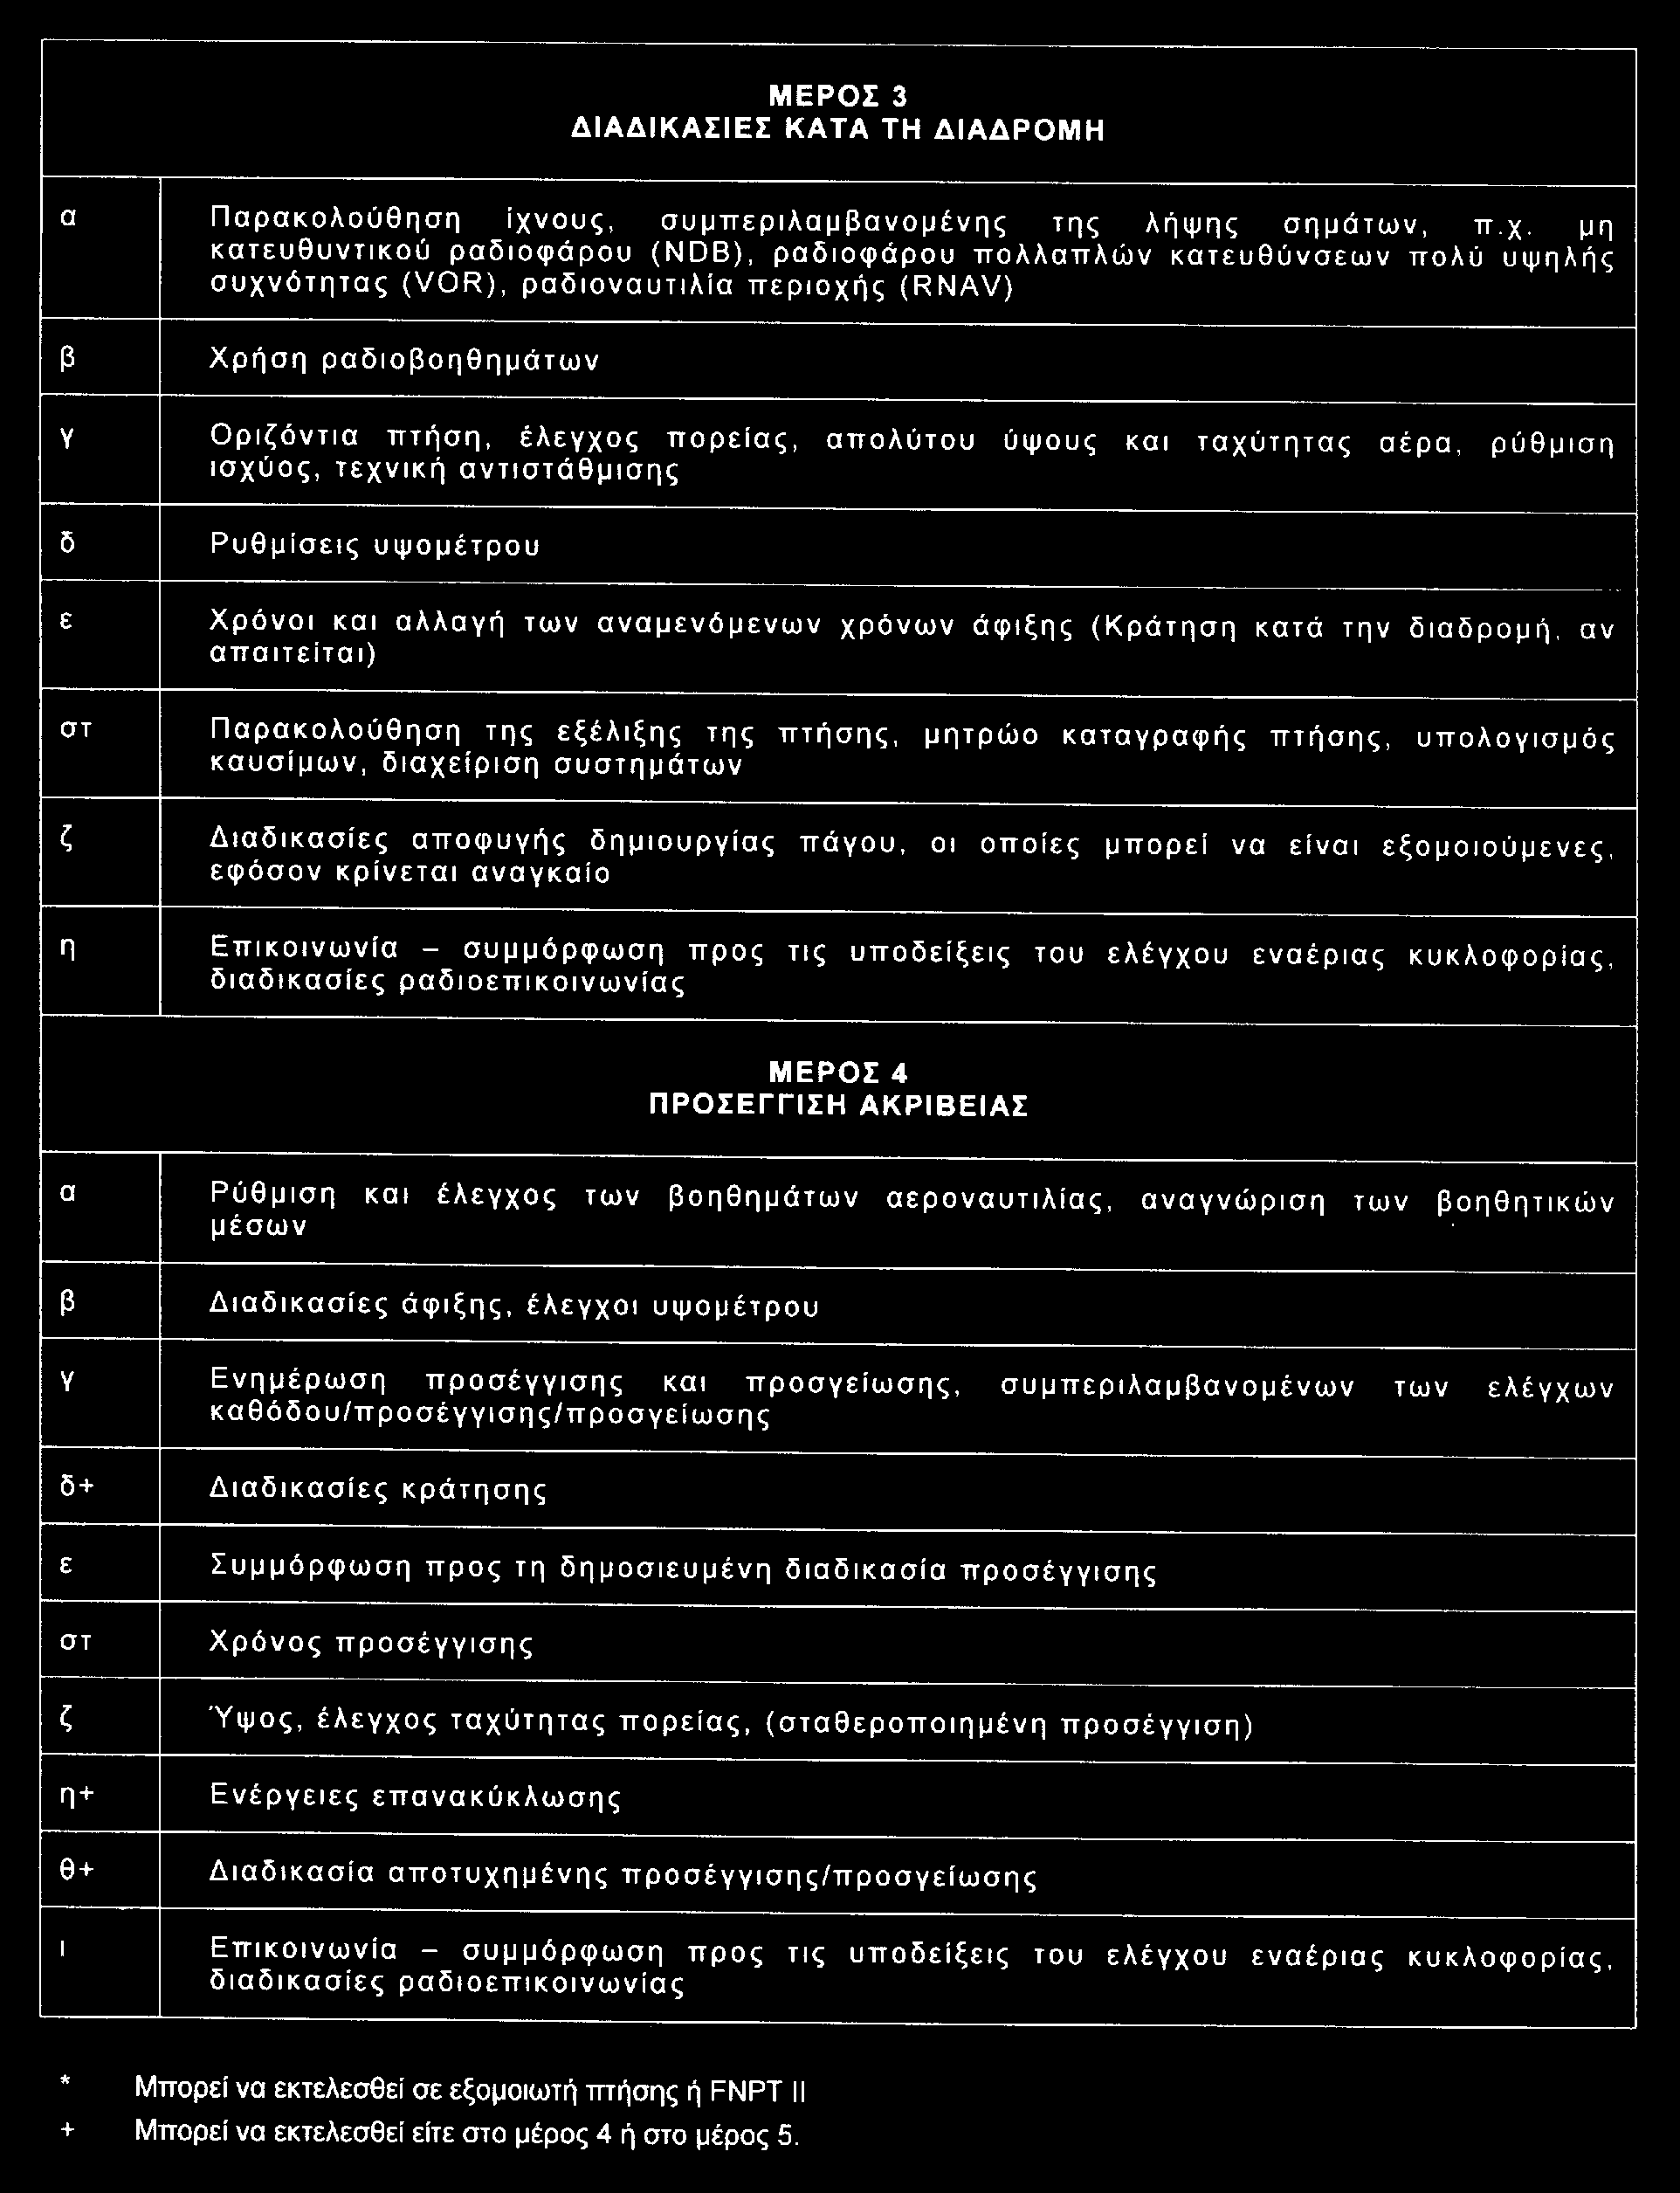 ΜΕΡΟΣ 3
ΔΙΑΔΙΚΑΣΙΕΣ ΚΑΤΑ ΤΗ ΔΙΑΔΡΟΜΗ
α Παρακολούθηση ίχνους, συμπεριλαμβανομένης της λήψης σημάτων, π.χ. μη
κατευθυντικού ραδιοφάρου (NDB), ραδιοφάρου πολλαπλών κατευθύνσεων πολύ υψηλής
συχνότητας (VOR), ραδιοναυτιλία περιοχής (RNAV)
β Χρήση ραδιοβοηθημάτων
γ Οριζόντια πτήση, έλεγχος πορείας, απολύτου ύψους και ταχύτητας αέρα, ρύθμιση
ισχύος, τεχνική αντιστάθμισης
δ Ρυθμίσεις υψομέτρου
ε Χρόνοι και αλλαγή των αναμενόμενων χρόνων άφιξης (Κράτηση κατά την διαδρομή, αν
απαιτείται)
στ Παρακολούθηση της εξέλιξης της πτήσης, μητρώο καταγραφής πτήσης, υπολογισμός
καυσίμων, διαχείριση συστημάτων
ζ Διαδικασίες αποφυγής δημιουργίας πάγου, οι οποίες μπορεί να είναι εξομοιούμενες,
εφόσον κρίνεται αναγκαίο
η Επικοινωνία – συμμόρφωση προς τις υποδείξεις του ελέγχου εναέριας κυκλοφορίας,
διαδικασίες ραδιοεπικοινωνίας
ΜΕΡΟΣ 4
ΠΡΟΣΕΓΓΙΣΗ ΑΚΡΙΒΕΙΑΣ
α Ρύθμιση και έλεγχος των βοηθημάτων αεροναυτιλίας, αναγνώριση των βοηθητικών
μέσων
β Διαδικασίες άφιξης, έλεγχοι υψομέτρου
γ Ενημέρωση προσέγγισης και προσγείωσης, συμπεριλαμβανομένων των ελέγχων
καθόδου/προσέγγισης/προσγείωσης
δ+ Διαδικασίες κράτησης
ε Συμμόρφωση προς τη δημοσιευμένη διαδικασία προσέγγισης
στ Χρόνος προσέγγισης
ζ Ύψος, έλεγχος ταχύτητας πορείας, (σταθεροποιημένη προσέγγιση)
η+ Ενέργειες επανακύκλωσης
θ+ Διαδικασία αποτυχημένης προσέγγισης/προσγείωσης
ι Επικοινωνία – συμμόρφωση προς τις υποδείξεις του ελέγχου εναέριας κυκλοφορίας,
διαδικασίες ραδιοεπικοινωνίας
* Μπορεί να εκτελεσθεί σε εξομοιωτή πτήσης ή FNPT II
+ Μπορεί να εκτελεσθεί είτε στο μέρος 4 ή στο μέρος 5.